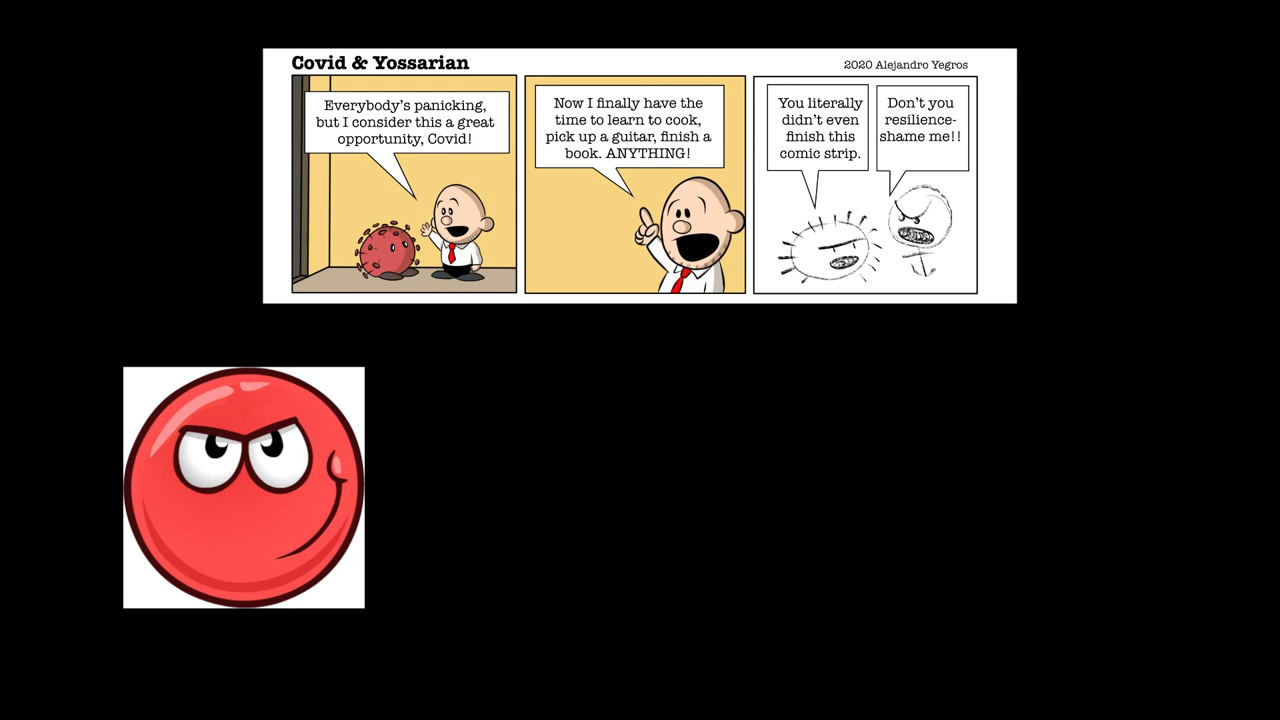 Covid & Yossarian
2020 Alejandro Yegros
Everybody's panicking,
but I consider this a great
opportunity, Covid!
Now I finally have the
time to learn to cook,
pick up a guitar, finish a
book. ANYTHING!
You literally
didn't even
finish this
comic strip.
Don't you
resilience-
shame me!!